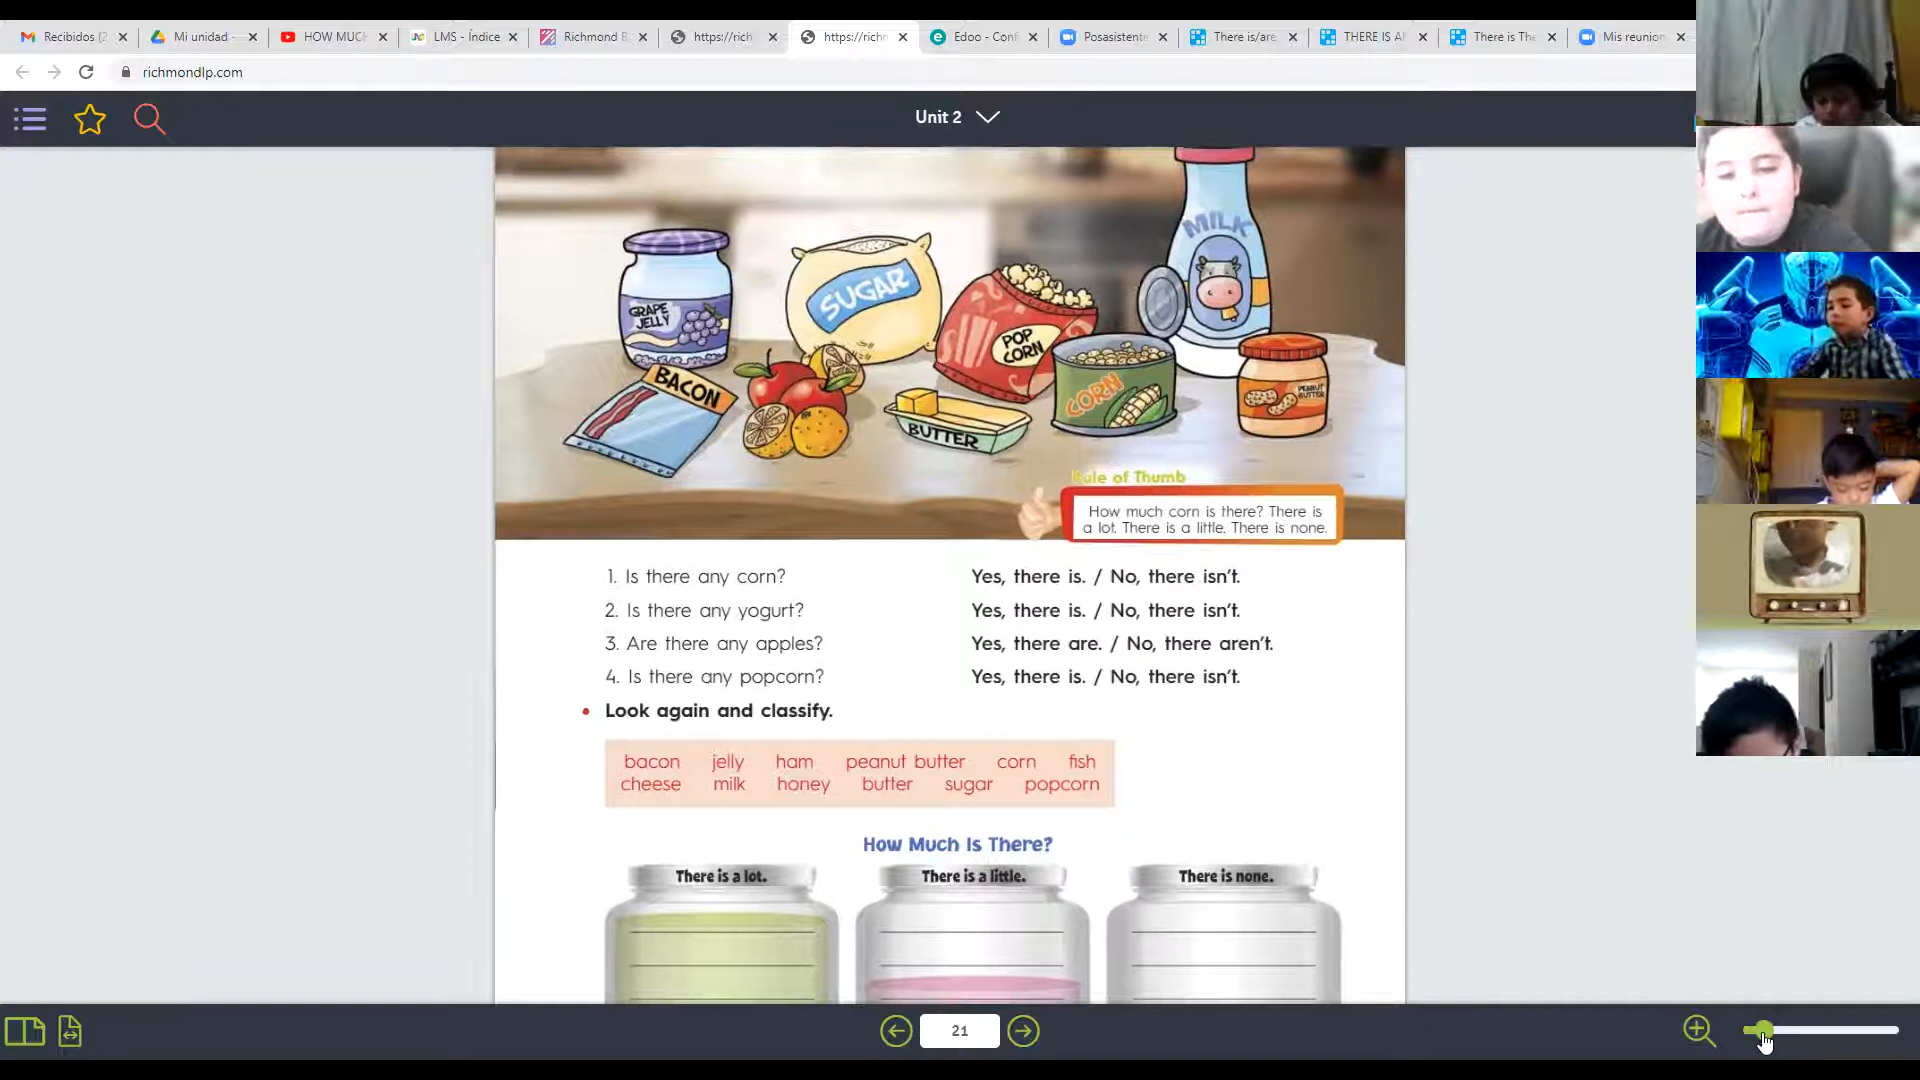 Recibidos (2
Mi unidad -
HOW MUCH
LMS - Índice
Richmond B
https://rich
https://richm
Edoo - Conf
Posasistente
There is/are
THERE IS A
There is The
Mis reunion
richmondlp.com
Unit 2
MILK
SUGAR
GRAPE
JELLY
POP
CORN
BACON
CORN
PEANUT
BUTTER
BUTTER
Rule of Thumb
How much corn is there? There is
a lot. There is a little. There is none.
1. Is there any corn? Yes, there is. / No, there isn't.
2. Is there any yogurt? Yes, there is. / No, there isn't.
3. Are there any apples? Yes, there are. / No, there aren't.
4. Is there any popcorn? Yes, there is. / No, there isn't.
• Look again and classify.
bacon jelly ham peanut butter corn fish
cheese milk honey butter sugar popcorn
How Much Is There?
There is a lot. There is a little. There is none.
21